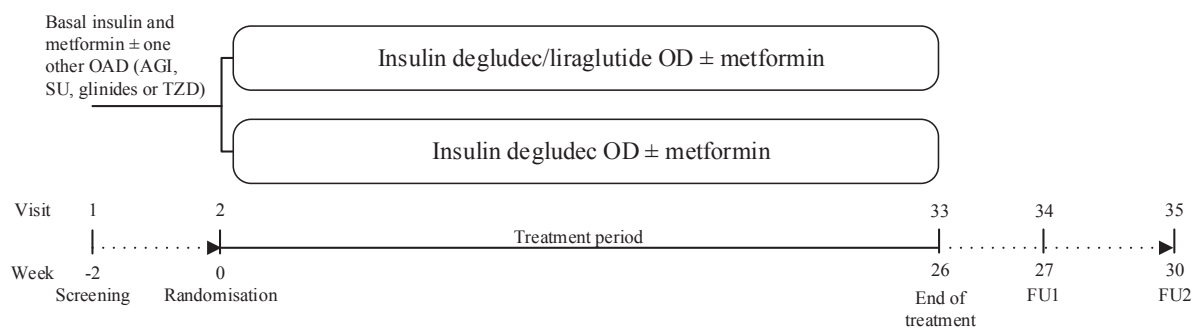 Basal insulin and
metformin ± one
other OAD (AGI,
SU, glinides or TZD)
Insulin degludec/liraglutide OD ± metformin
Insulin degludec OD ± metformin
Visit 1 2 33 34 35
Treatment period
Week -2 0 26 27 30
Screening Randomisation End of treatment FU1 FU2